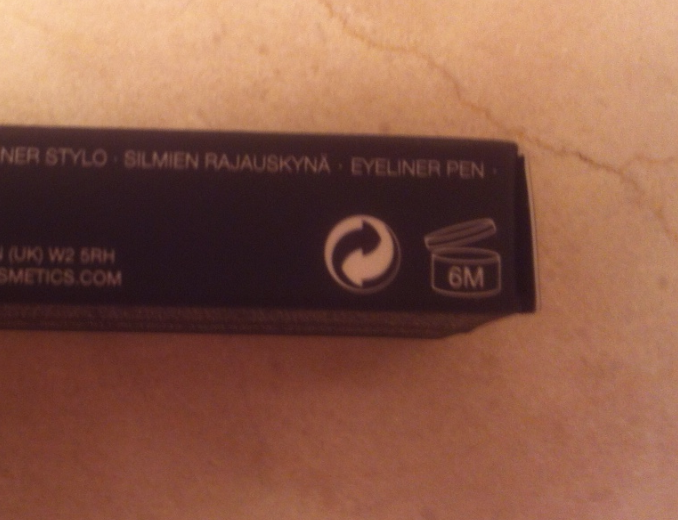 NER STYLO · SILMIEN RAJAUSKYNÄ · EYELINER PEN ·
(UK) W2 5RH
SMETICS.COM
6M